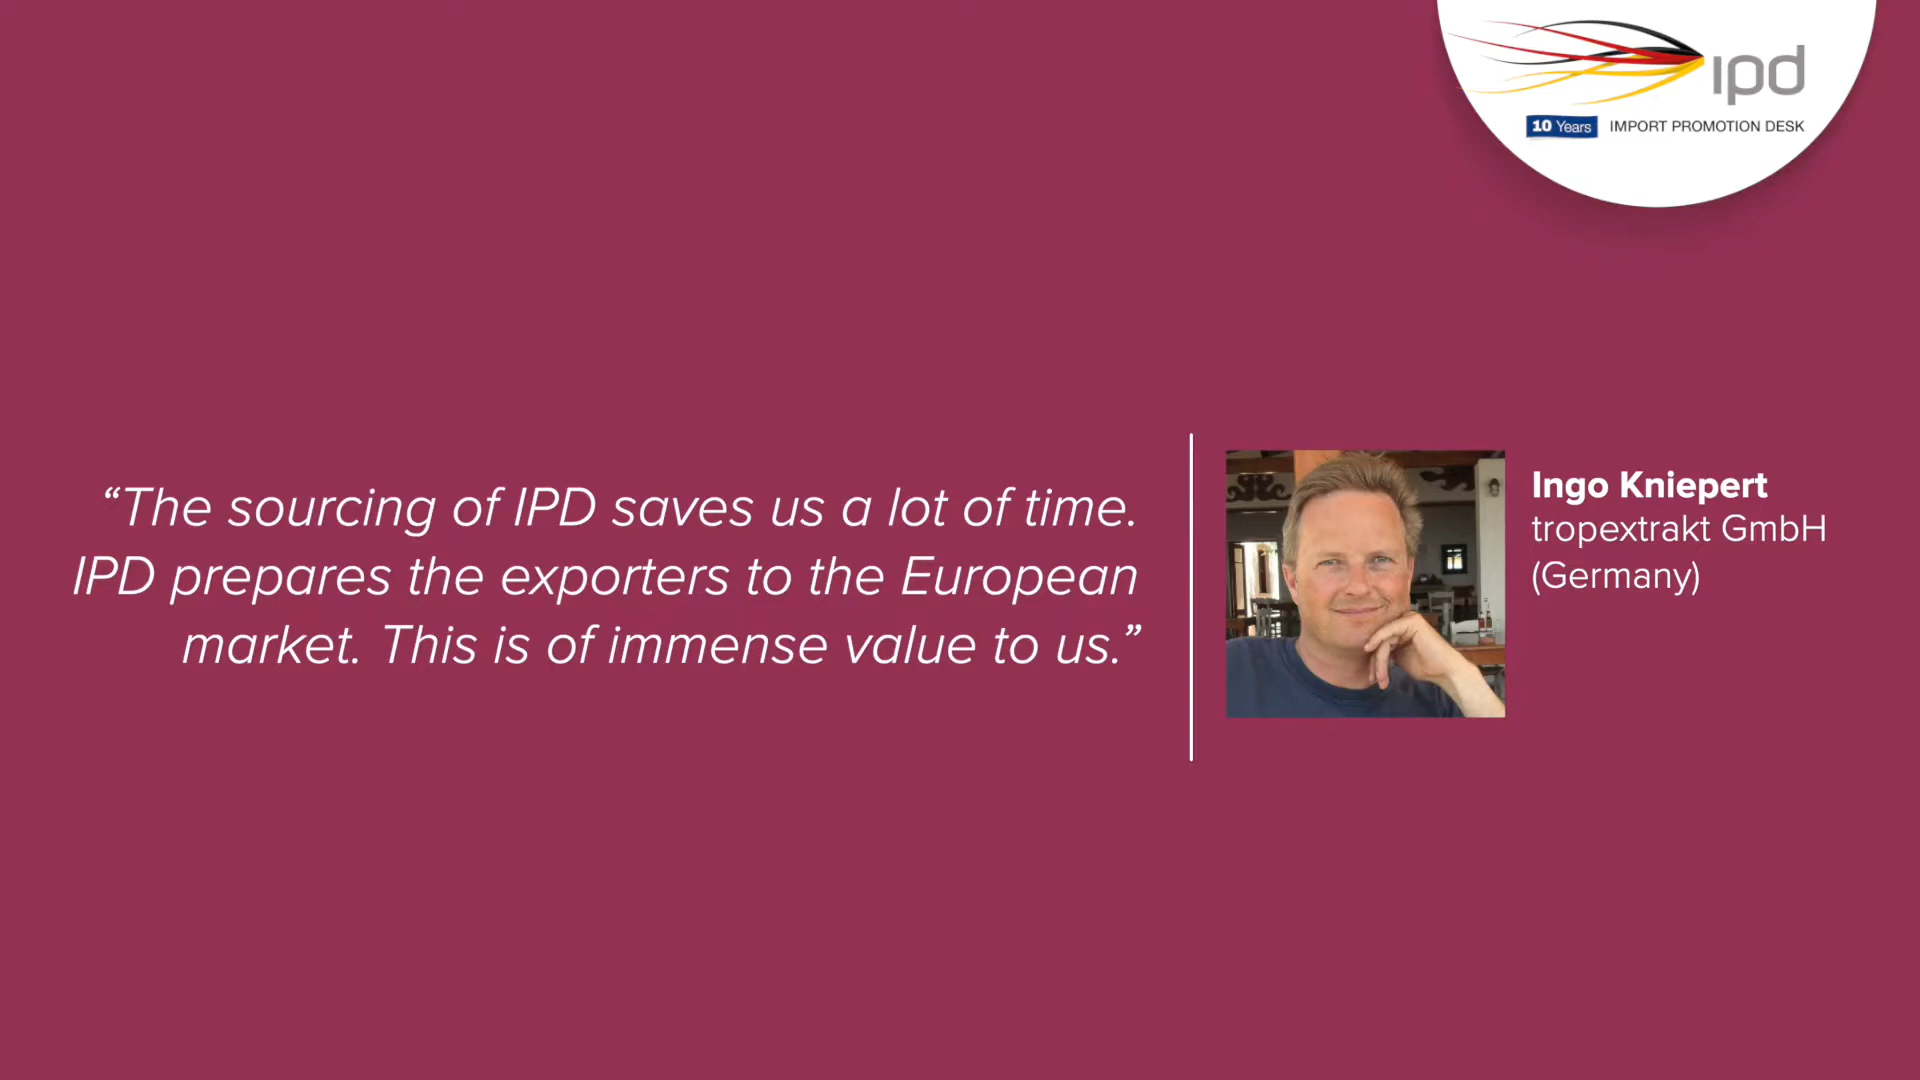 ipd
10 Years IMPORT PROMOTION DESK
“The sourcing of IPD saves us a lot of time.
IPD prepares the exporters to the European
market. This is of immense value to us.”
Ingo Kniepert
tropextrakt GmbH
(Germany)